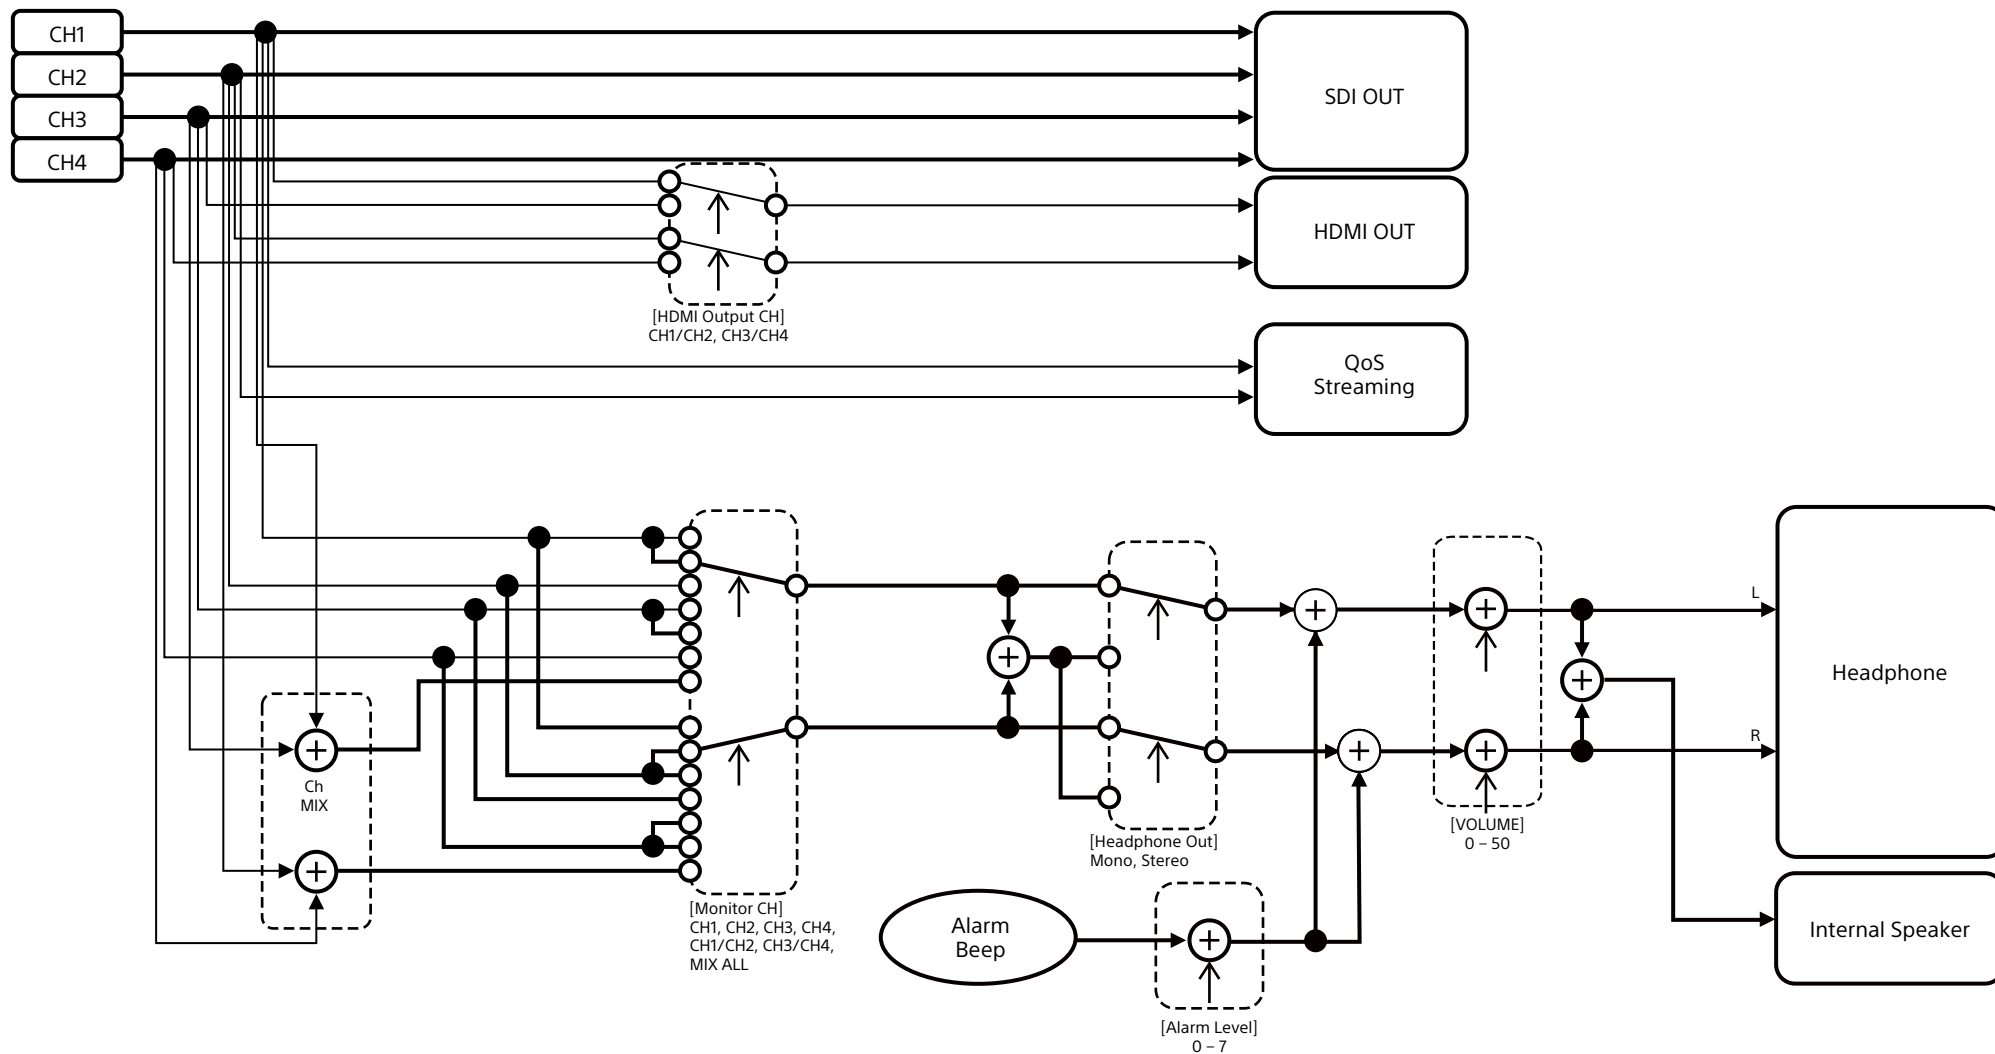 CH1
CH2
CH3
CH4
SDI OUT
HDMI OUT
[HDMI Output CH]
CH1/CH2, CH3/CH4
QoS
Streaming
Ch
MIX
[Monitor CH]
CH1, CH2, CH3, CH4,
CH1/CH2, CH3/CH4,
MIX ALL
[Headphone Out]
Mono, Stereo
Alarm
Beep
[Alarm Level]
0 – 7
[VOLUME]
0 – 50
L
R
Headphone
Internal Speaker